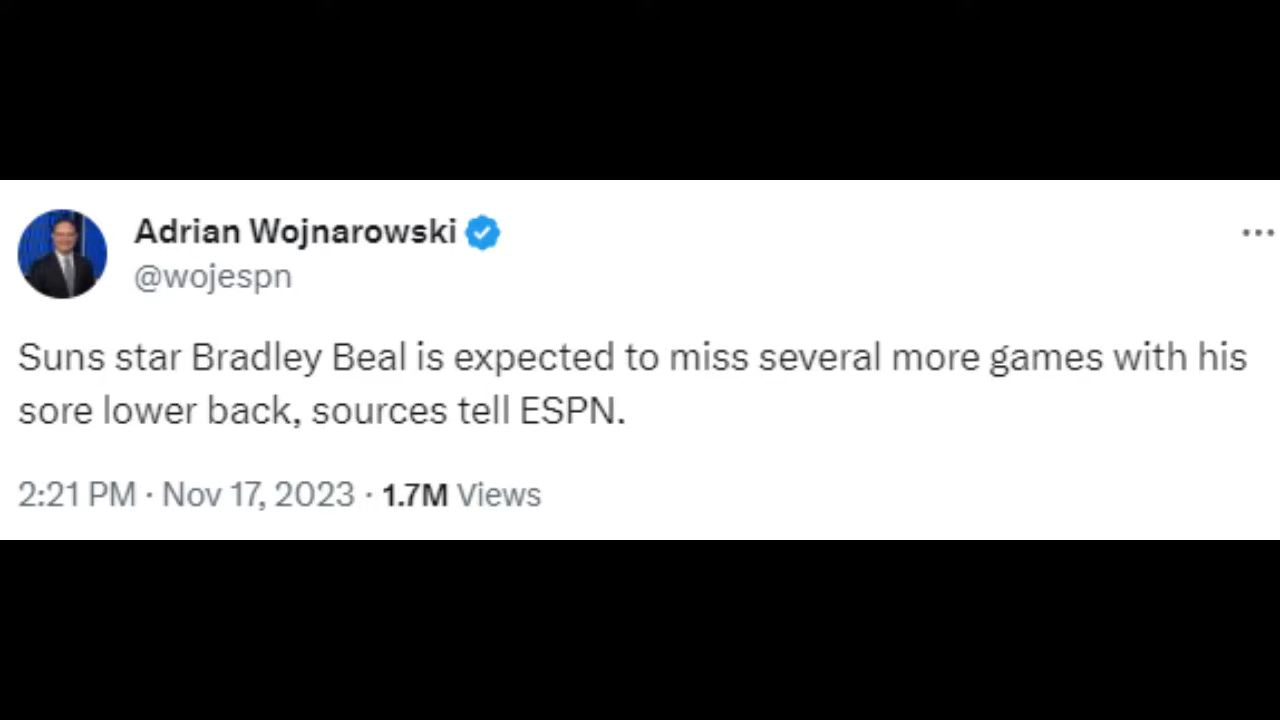 Adrian Wojnarowski
@wojespn
Suns star Bradley Beal is expected to miss several more games with his
sore lower back, sources tell ESPN.
2:21 PM · Nov 17, 2023 · 1.7M Views